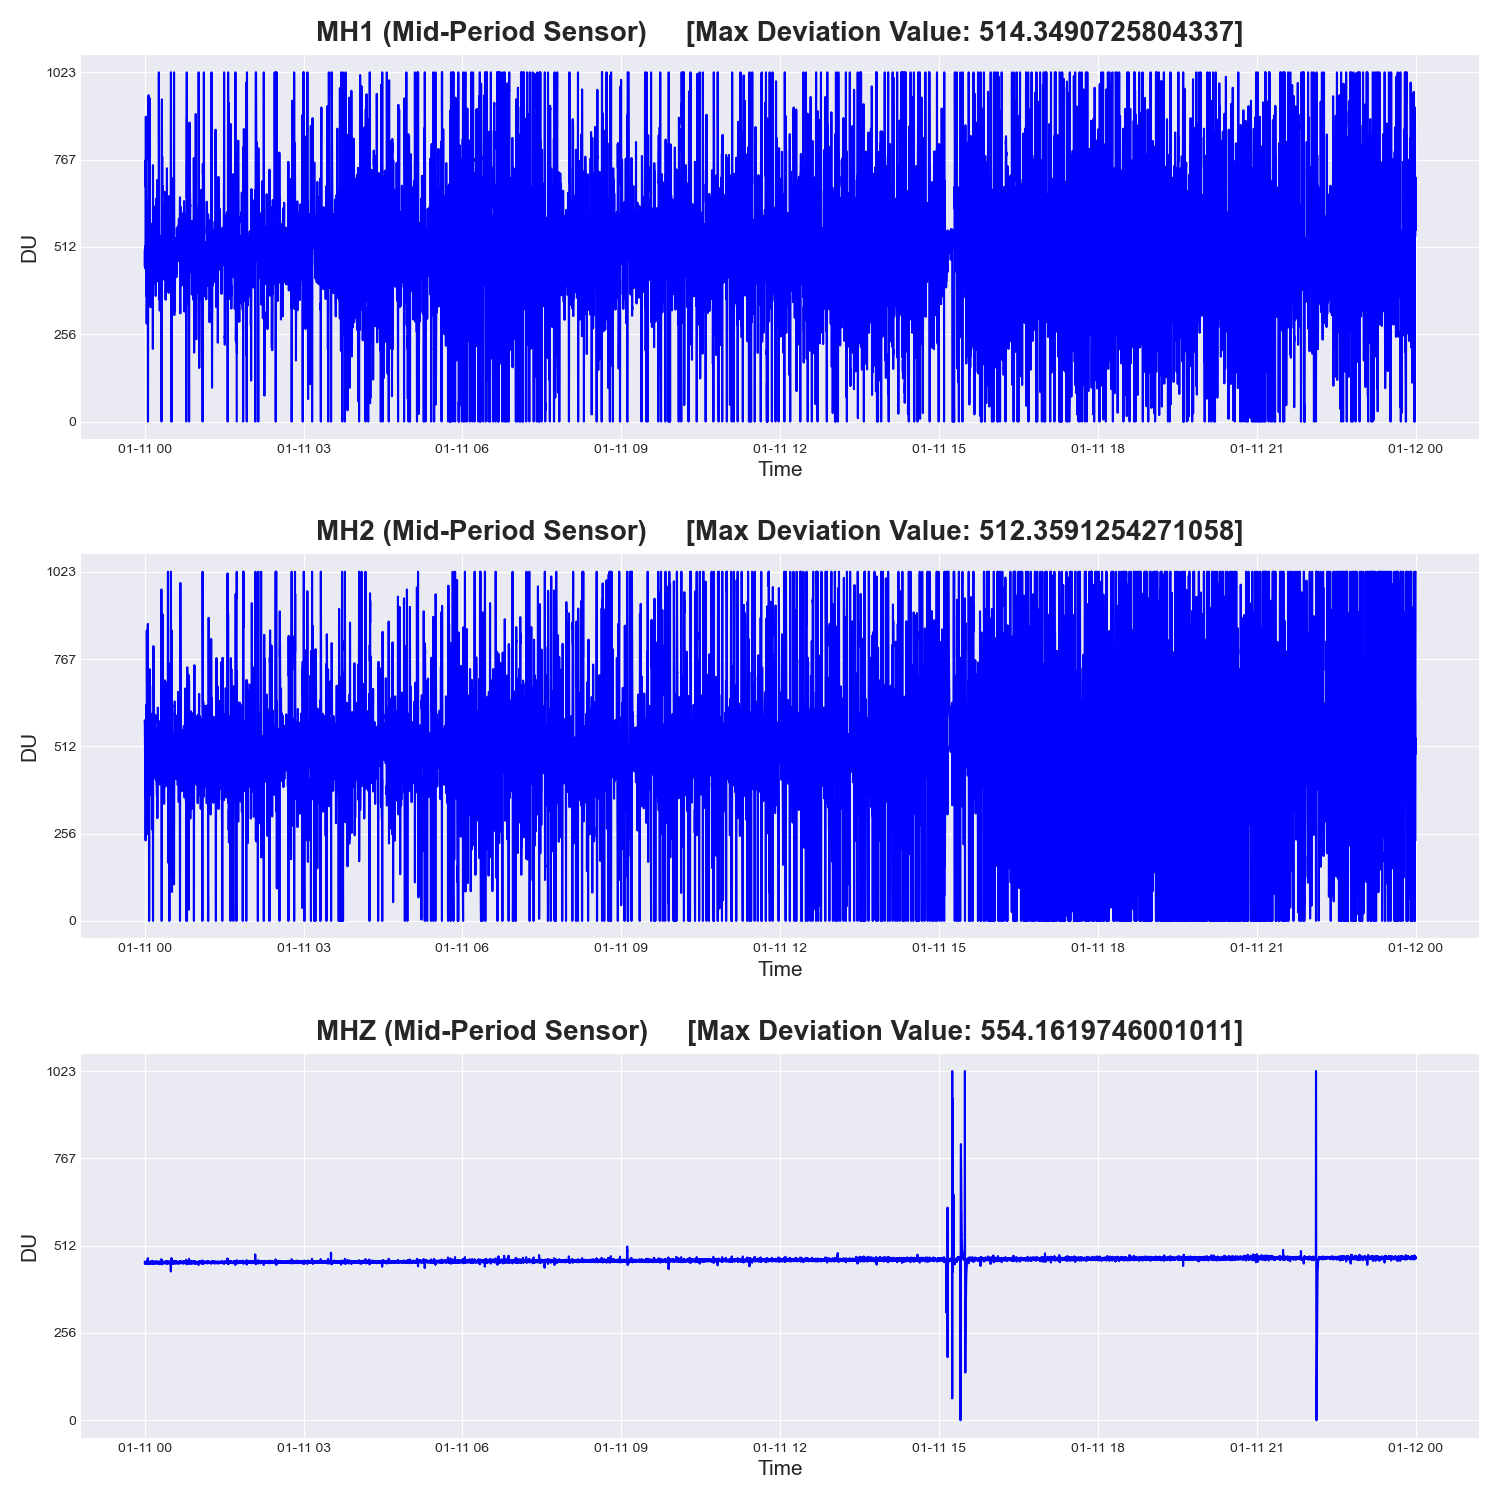 MH1 (Mid-Period Sensor) [Max Deviation Value: 514.3490725804337]
1023
767
512
256
0
DU
01-11 00 01-11 03 01-11 06 01-11 09 01-11 12 01-11 15 01-11 18 01-11 21 01-12 00
Time
MH2 (Mid-Period Sensor) [Max Deviation Value: 512.3591254271058]
1023
767
512
256
0
DU
01-11 00 01-11 03 01-11 06 01-11 09 01-11 12 01-11 15 01-11 18 01-11 21 01-12 00
Time
MHZ (Mid-Period Sensor) [Max Deviation Value: 554.1619746001011]
1023
767
512
256
0
DU
01-11 00 01-11 03 01-11 06 01-11 09 01-11 12 01-11 15 01-11 18 01-11 21 01-12 00
Time